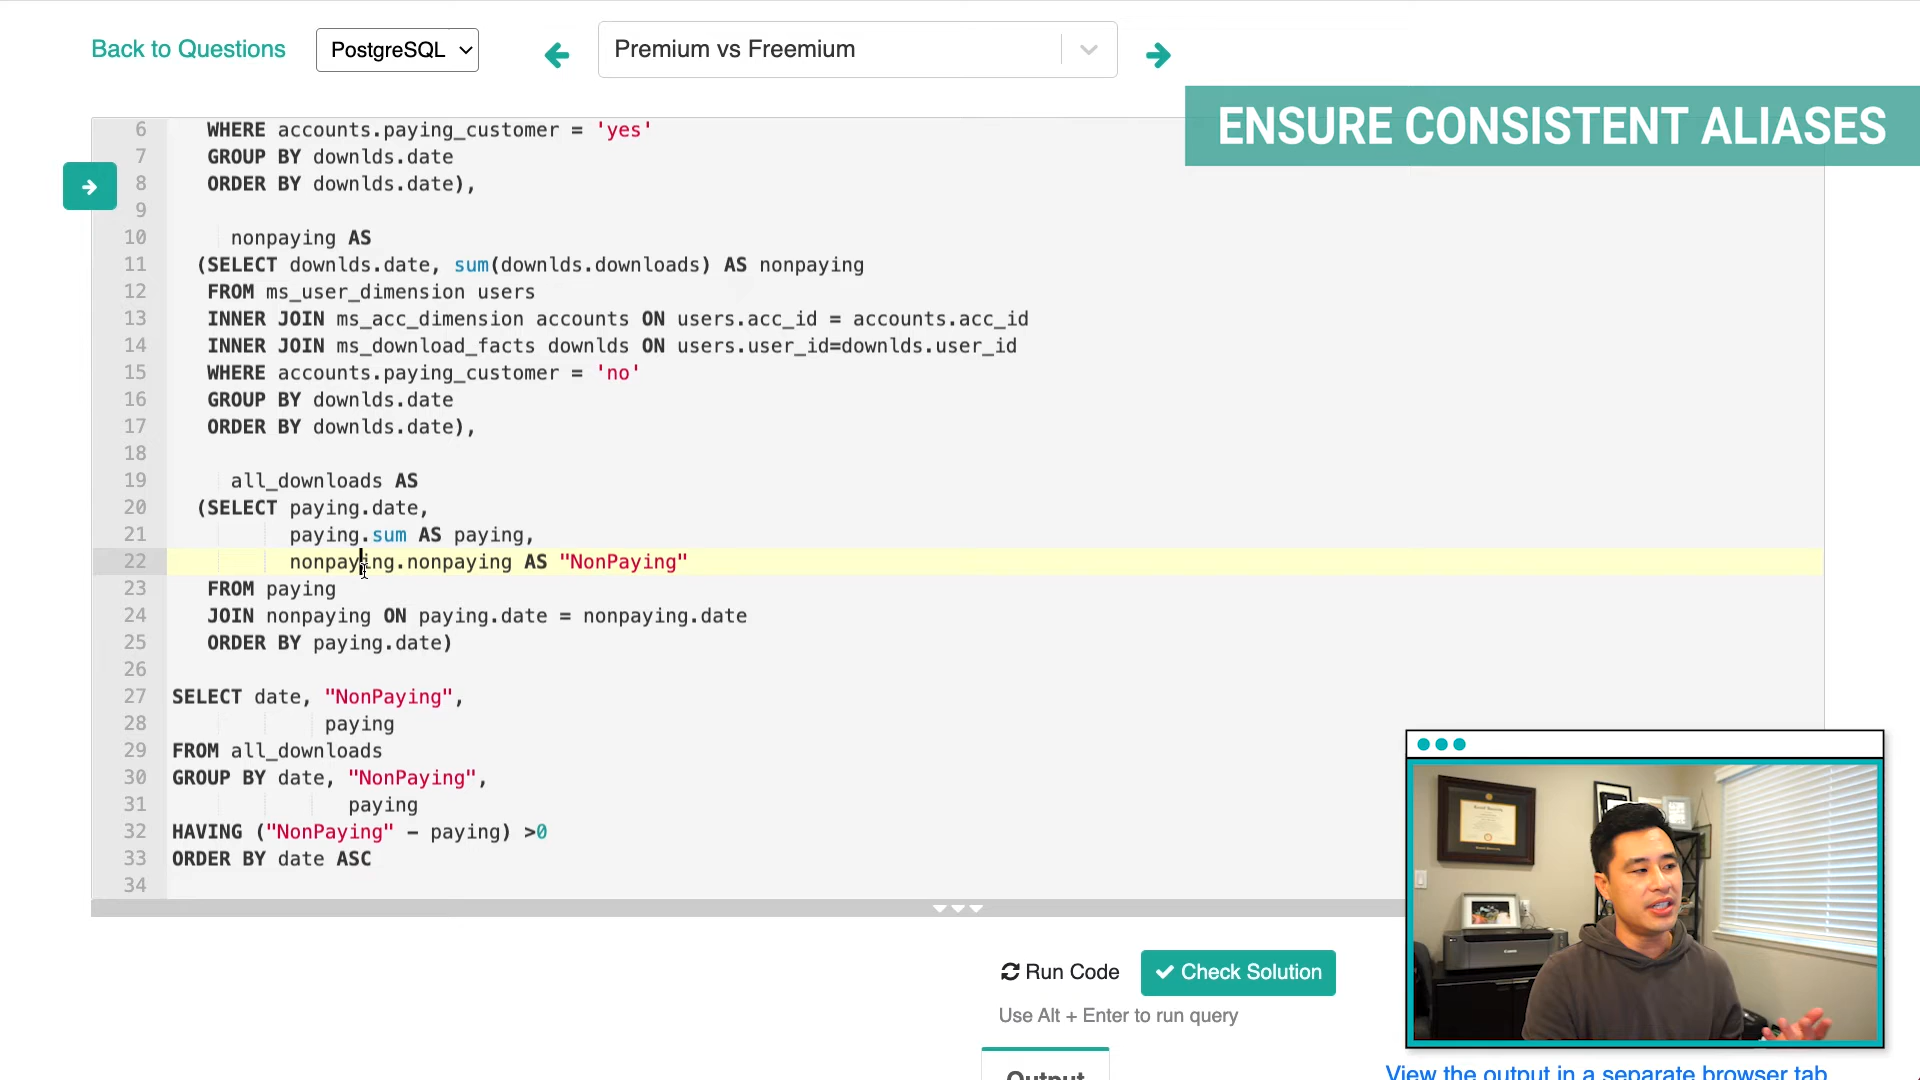 Back to Questions
PostgreSQL
Premium vs Freemium
ENSURE CONSISTENT ALIASES
6 WHERE accounts.paying_customer = 'yes'
7 GROUP BY downlds.date
8 ORDER BY downlds.date),
9
10 nonpaying AS
11 (SELECT downlds.date, sum(downlds.downloads) AS nonpaying
12 FROM ms_user_dimension users
13 INNER JOIN ms_acc_dimension accounts ON users.acc_id = accounts.acc_id
14 INNER JOIN ms_download_facts downlds ON users.user_id=downlds.user_id
15 WHERE accounts.paying_customer = 'no'
16 GROUP BY downlds.date
17 ORDER BY downlds.date),
18
19 all_downloads AS
20 (SELECT paying.date,
21 paying.sum AS paying,
22 nonpaying.nonpaying AS "NonPaying"
23 FROM paying
24 JOIN nonpaying ON paying.date = nonpaying.date
25 ORDER BY paying.date)
26
27 SELECT date, "NonPaying",
28 paying
29 FROM all_downloads
30 GROUP BY date, "NonPaying",
31 paying
32 HAVING ("NonPaying" - paying) >0
33 ORDER BY date ASC
34
Run Code
Check Solution
Use Alt + Enter to run query
Output
View the output in a separate browser tab